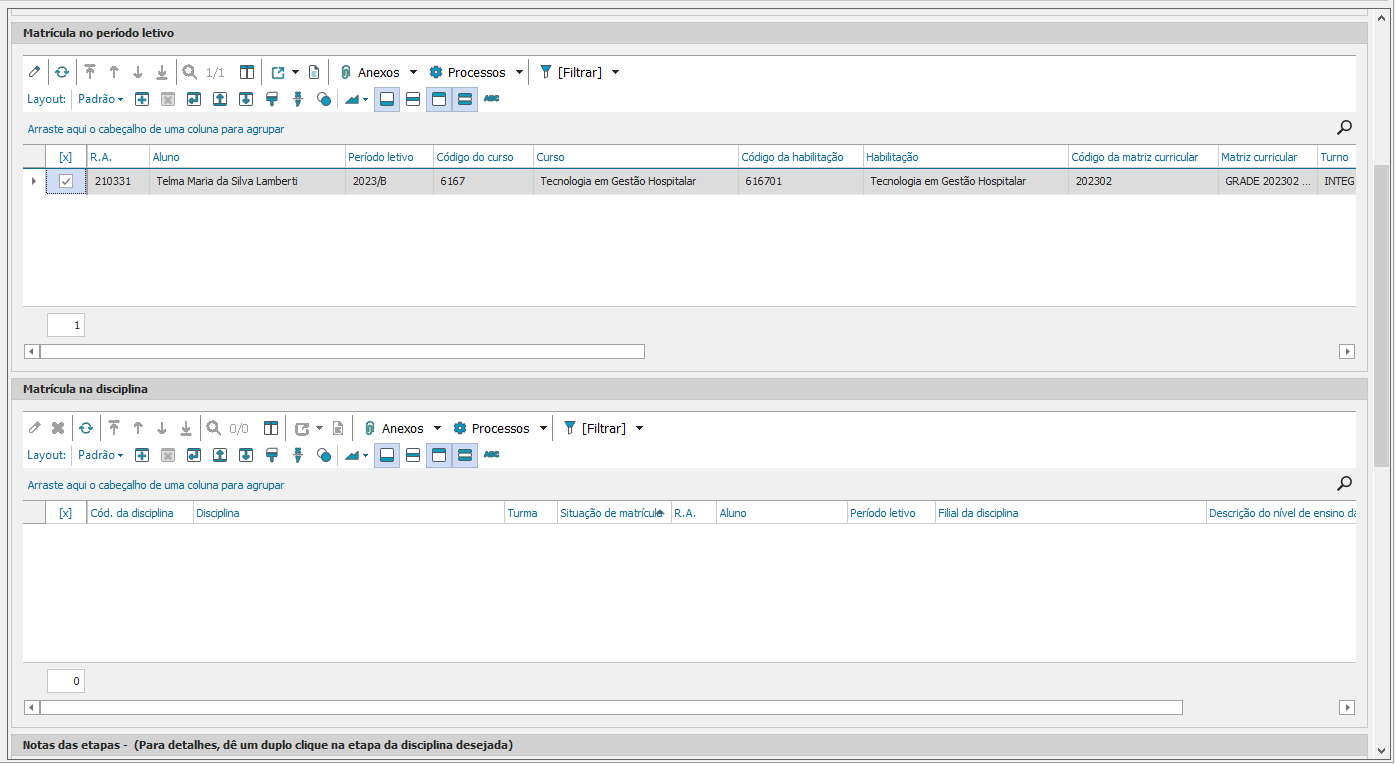 Matrícula no período letivo
1/1 Anexos Processos [Filtrar]
Layout: Padrão ABC
Arraste aqui o cabeçalho de uma coluna para agrupar
[x] R.A. Aluno Período letivo Código do curso Curso Código da habilitação Habilitação Código da matriz curricular Matriz curricular Turno
210331 Telma Maria da Silva Lamberti 2023/B 6167 Tecnologia em Gestão Hospitalar 616701 Tecnologia em Gestão Hospitalar 202302 GRADE 202302 ... INTEG
1
Matrícula na disciplina
0/0 Anexos Processos [Filtrar]
Layout: Padrão ABC
Arraste aqui o cabeçalho de uma coluna para agrupar
[x] Cód. da disciplina Disciplina Turma Situação de matrícula R.A. Aluno Período letivo Filial da disciplina Descrição do nível de ensino da
0
Notas das etapas - (Para detalhes, dê um duplo clique na etapa da disciplina desejada)